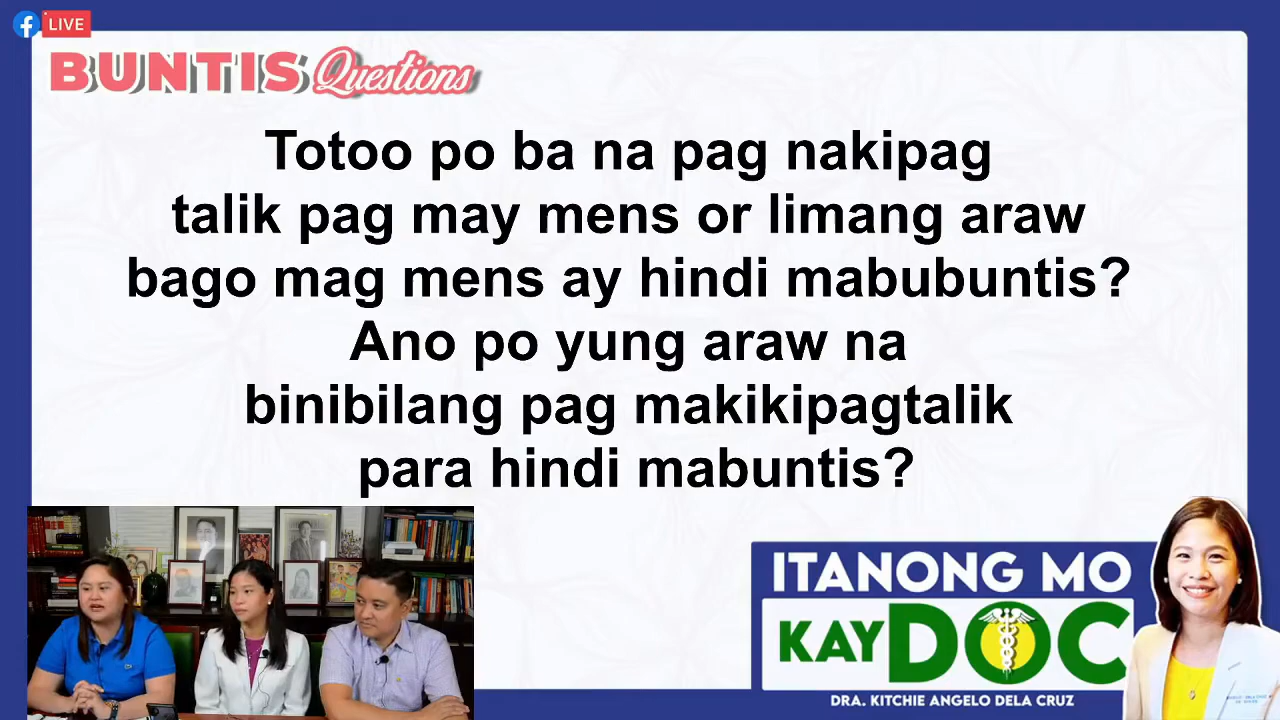 LIVE
BUNTIS Questions
Totoo po ba na pag nakipag
talik pag may mens or limang araw
bago mag mens ay hindi mabubuntis?
Ano po yung araw na
binibilang pag makikipagtalik
para hindi mabuntis?
ITANONG MO
KAY DOC
DRA. KITCHIE ANGELO DELA CRUZ